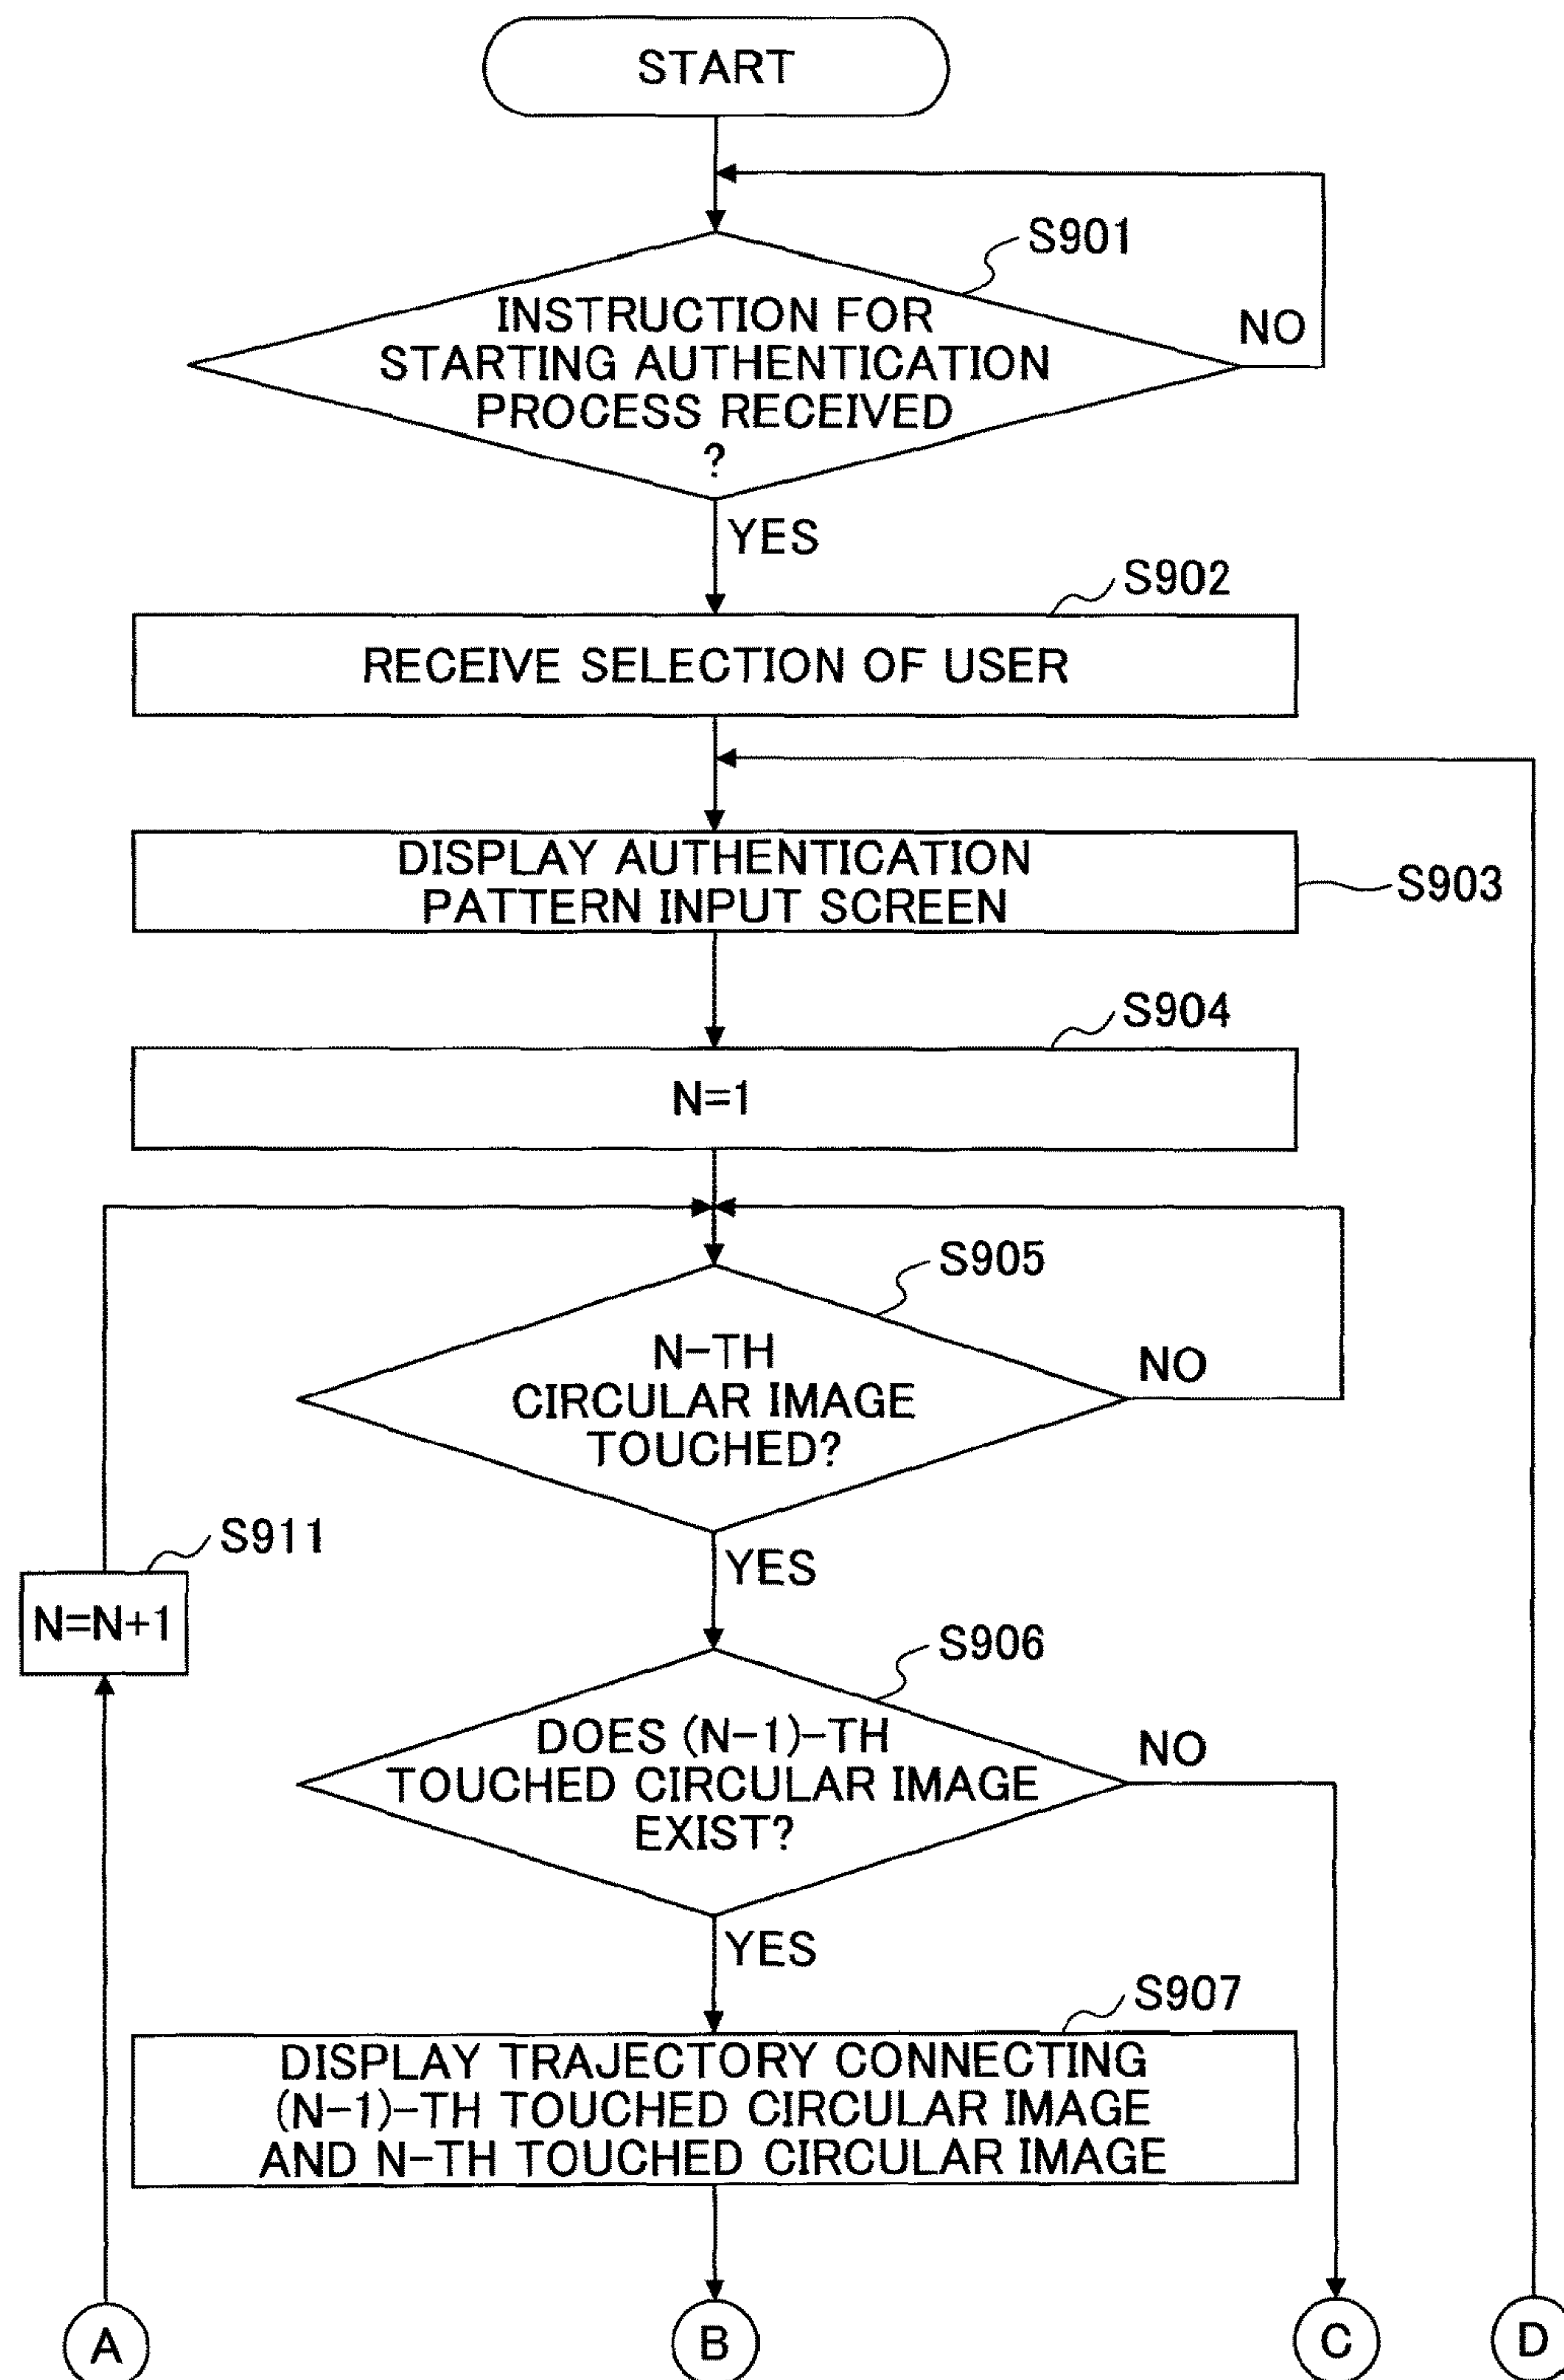 START
S901
INSTRUCTION FOR
STARTING AUTHENTICATION
PROCESS RECEIVED
?
NO
YES
S902
RECEIVE SELECTION OF USER
DISPLAY AUTHENTICATION
PATTERN INPUT SCREEN
S903
S904
N=1
S905
N-TH
CIRCULAR IMAGE
TOUCHED?
NO
YES
S911
N=N+1
S906
DOES (N-1)-TH
TOUCHED CIRCULAR IMAGE
EXIST?
NO
YES
S907
DISPLAY TRAJECTORY CONNECTING
(N-1)-TH TOUCHED CIRCULAR IMAGE
AND N-TH TOUCHED CIRCULAR IMAGE
A
B
C
D